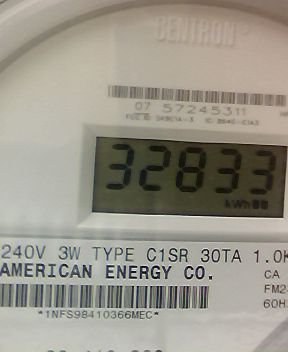 CENTRON®
07 57245311
32833
kWh
240V 3W TYPE C1SR 30TA 1.0K
AMERICAN ENERGY CO.
CA
FM2
60H
*1NFS98410366MEC*